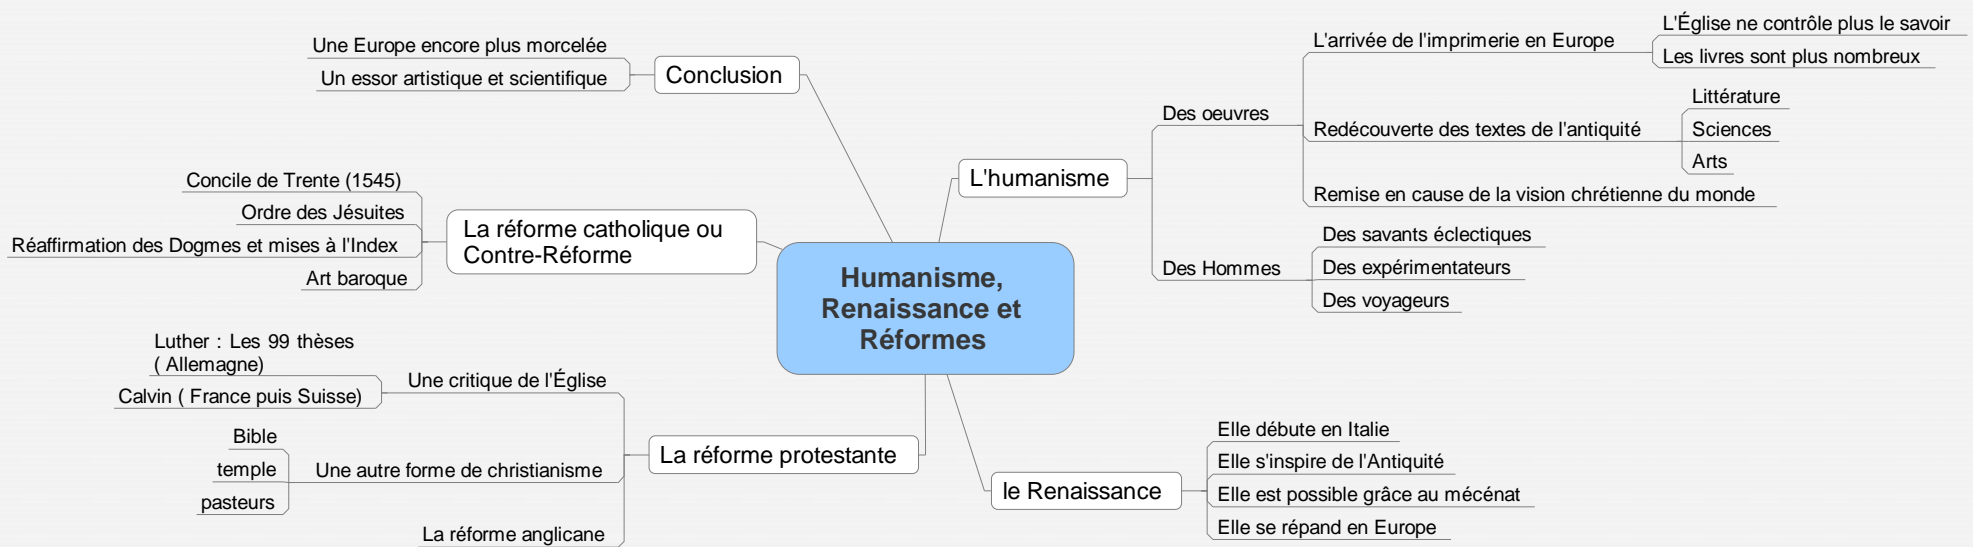 Humanisme,
Renaissance et
Réformes
L'humanisme
Des oeuvres
L'arrivée de l'imprimerie en Europe
L'Église ne contrôle plus le savoir
Les livres sont plus nombreux
Redécouverte des textes de l'antiquité
Littérature
Sciences
Arts
Remise en cause de la vision chrétienne du monde
Des Hommes
Des savants éclectiques
Des expérimentateurs
Des voyageurs
le Renaissance
Elle débute en Italie
Elle s'inspire de l'Antiquité
Elle est possible grâce au mécénat
Elle se répand en Europe
La réforme protestante
Une critique de l'Église
Luther : Les 99 thèses
( Allemagne)
Calvin ( France puis Suisse)
Une autre forme de christianisme
Bible
temple
pasteurs
La réforme anglicane
La réforme catholique ou
Contre-Réforme
Concile de Trente (1545)
Ordre des Jésuites
Réaffirmation des Dogmes et mises à l'Index
Art baroque
Conclusion
Une Europe encore plus morcelée
Un essor artistique et scientifique